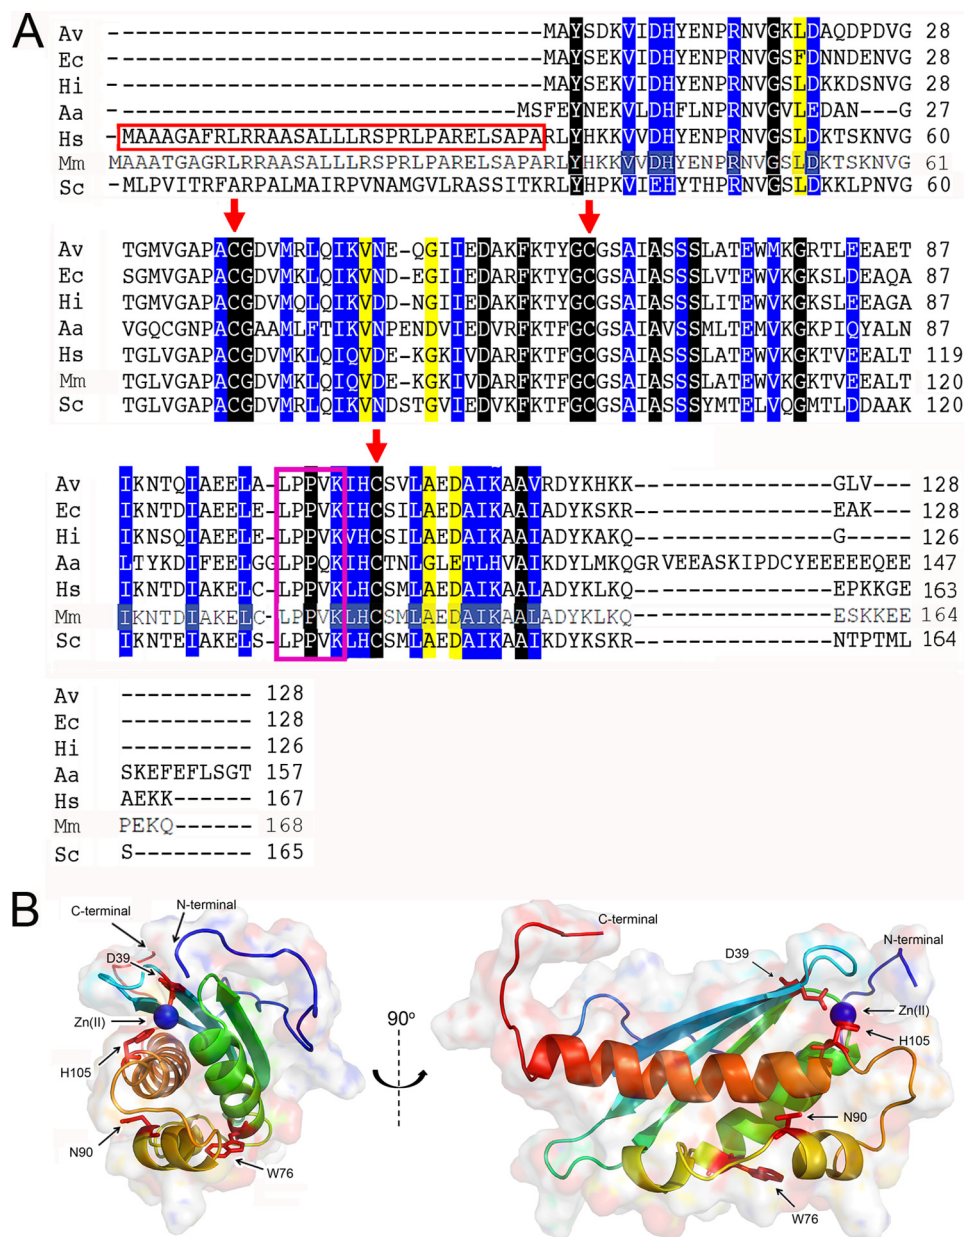 A
Av ---------------------------------MAYSDKVIDHYENPRNVGKLDAQDPDVG 28
Ec ---------------------------------MAYSEKVIDHYENPRNVGSFDNNDENVG 28
Hi ---------------------------------MAYSEKVIDHYENPRNVGSLDKKDSNVG 28
Aa -------------------------------MSFEYNEKVLDHFLNPRNVGVLEDAN---G 27
Hs -MAAAGAFRLRRAASALLLRSPRLPARELSAPARLYHKKVVDHYENPRNVGSLDKTSKNVG 60
Mm MAAATGAGRLRRAASALLLRSPRLPARELSAPARLYHKKVVDHYENPRNVGSLDKTSKNVG 61
Sc -MLPVITRFARPALMAIRPVNAMGVLRASSITKRLYHPKVIEHYTHPRNVGSLDKKLPNVG 60
Av TGMVGAPACGDVMRLQIKVNE-QGIIEDAKFKTYGCGSAIASSSLATEWMKGRTLEEAET 87
Ec SGMVGAPACGDVMKLQIKVND-EGIIEDARFKTYGCGSAIASSSLVTEWVKGKSLDEAQA 87
Hi TGMVGAPACGDVMQLQIKVDD-NGIIEDAKFKTYGCGSAIASSSLITEWVKGKSLEEAGA 87
Aa VGQCGNPACGAAMLFTIKVNPENDVIEDVRFKTFGCGSAIAVSSMLTEMVKGKPIQYALN 87
Hs TGLVGAPACGDVMKLQIQVDE-KGKIVDARFKTFGCGSAIASSSLATEWVKGKTVEEALT 119
Mm TGLVGAPACGDVMKLQIQVDE-KGKIVDARFKTFGCGSAIASSSLATEWVKGKTVEEALT 120
Sc TGLVGAPACGDVMRLQIKVNDSTGVIEDVKFKTFGCGSAIASSSYMTELVQGMTLDDAAK 120
Av IKNTQIAEELA-LPPVKIHCSVLAEDAIKAAVRDYKHKK---------------GLV------ 128
Ec IKNTDIAEELE-LPPVKIHCSILAEDAIKAAIADYKSKR---------------EAK------ 128
Hi IKNSQIAEELE-LPPVKVHCSILAEDAIKAAIADYKAKQ---------------G-------- 126
Aa LTYKDIFEELGGLPPQKIHCTNLGLETLHVAIKDYLMKQGRVEEASKIPDCYEEEEEQEE 147
Hs IKNTDIAKELC-LPPVKLHCSMLAEDAIKAALADYKLKQ---------------EPKKGE 163
Mm IKNTDIAKELC-LPPVKLHCSMLAEDAIKAALADYKLKQ---------------ESKKEE 164
Sc IKNTEIAKELS-LPPVKLHCSMLAEDAIKAAIKDYKSKR---------------NTPTML 164
Av ---------- 128
Ec ---------- 128
Hi ---------- 126
Aa SKEFEFLSGT 157
Hs AEKK------ 167
Mm PEKQ------ 168
Sc S--------- 165
B
C-terminal
N-terminal
D39
Zn(II)
H105
N90
W76
90°
C-terminal
N-terminal
D39
Zn(II)
H105
N90
W76